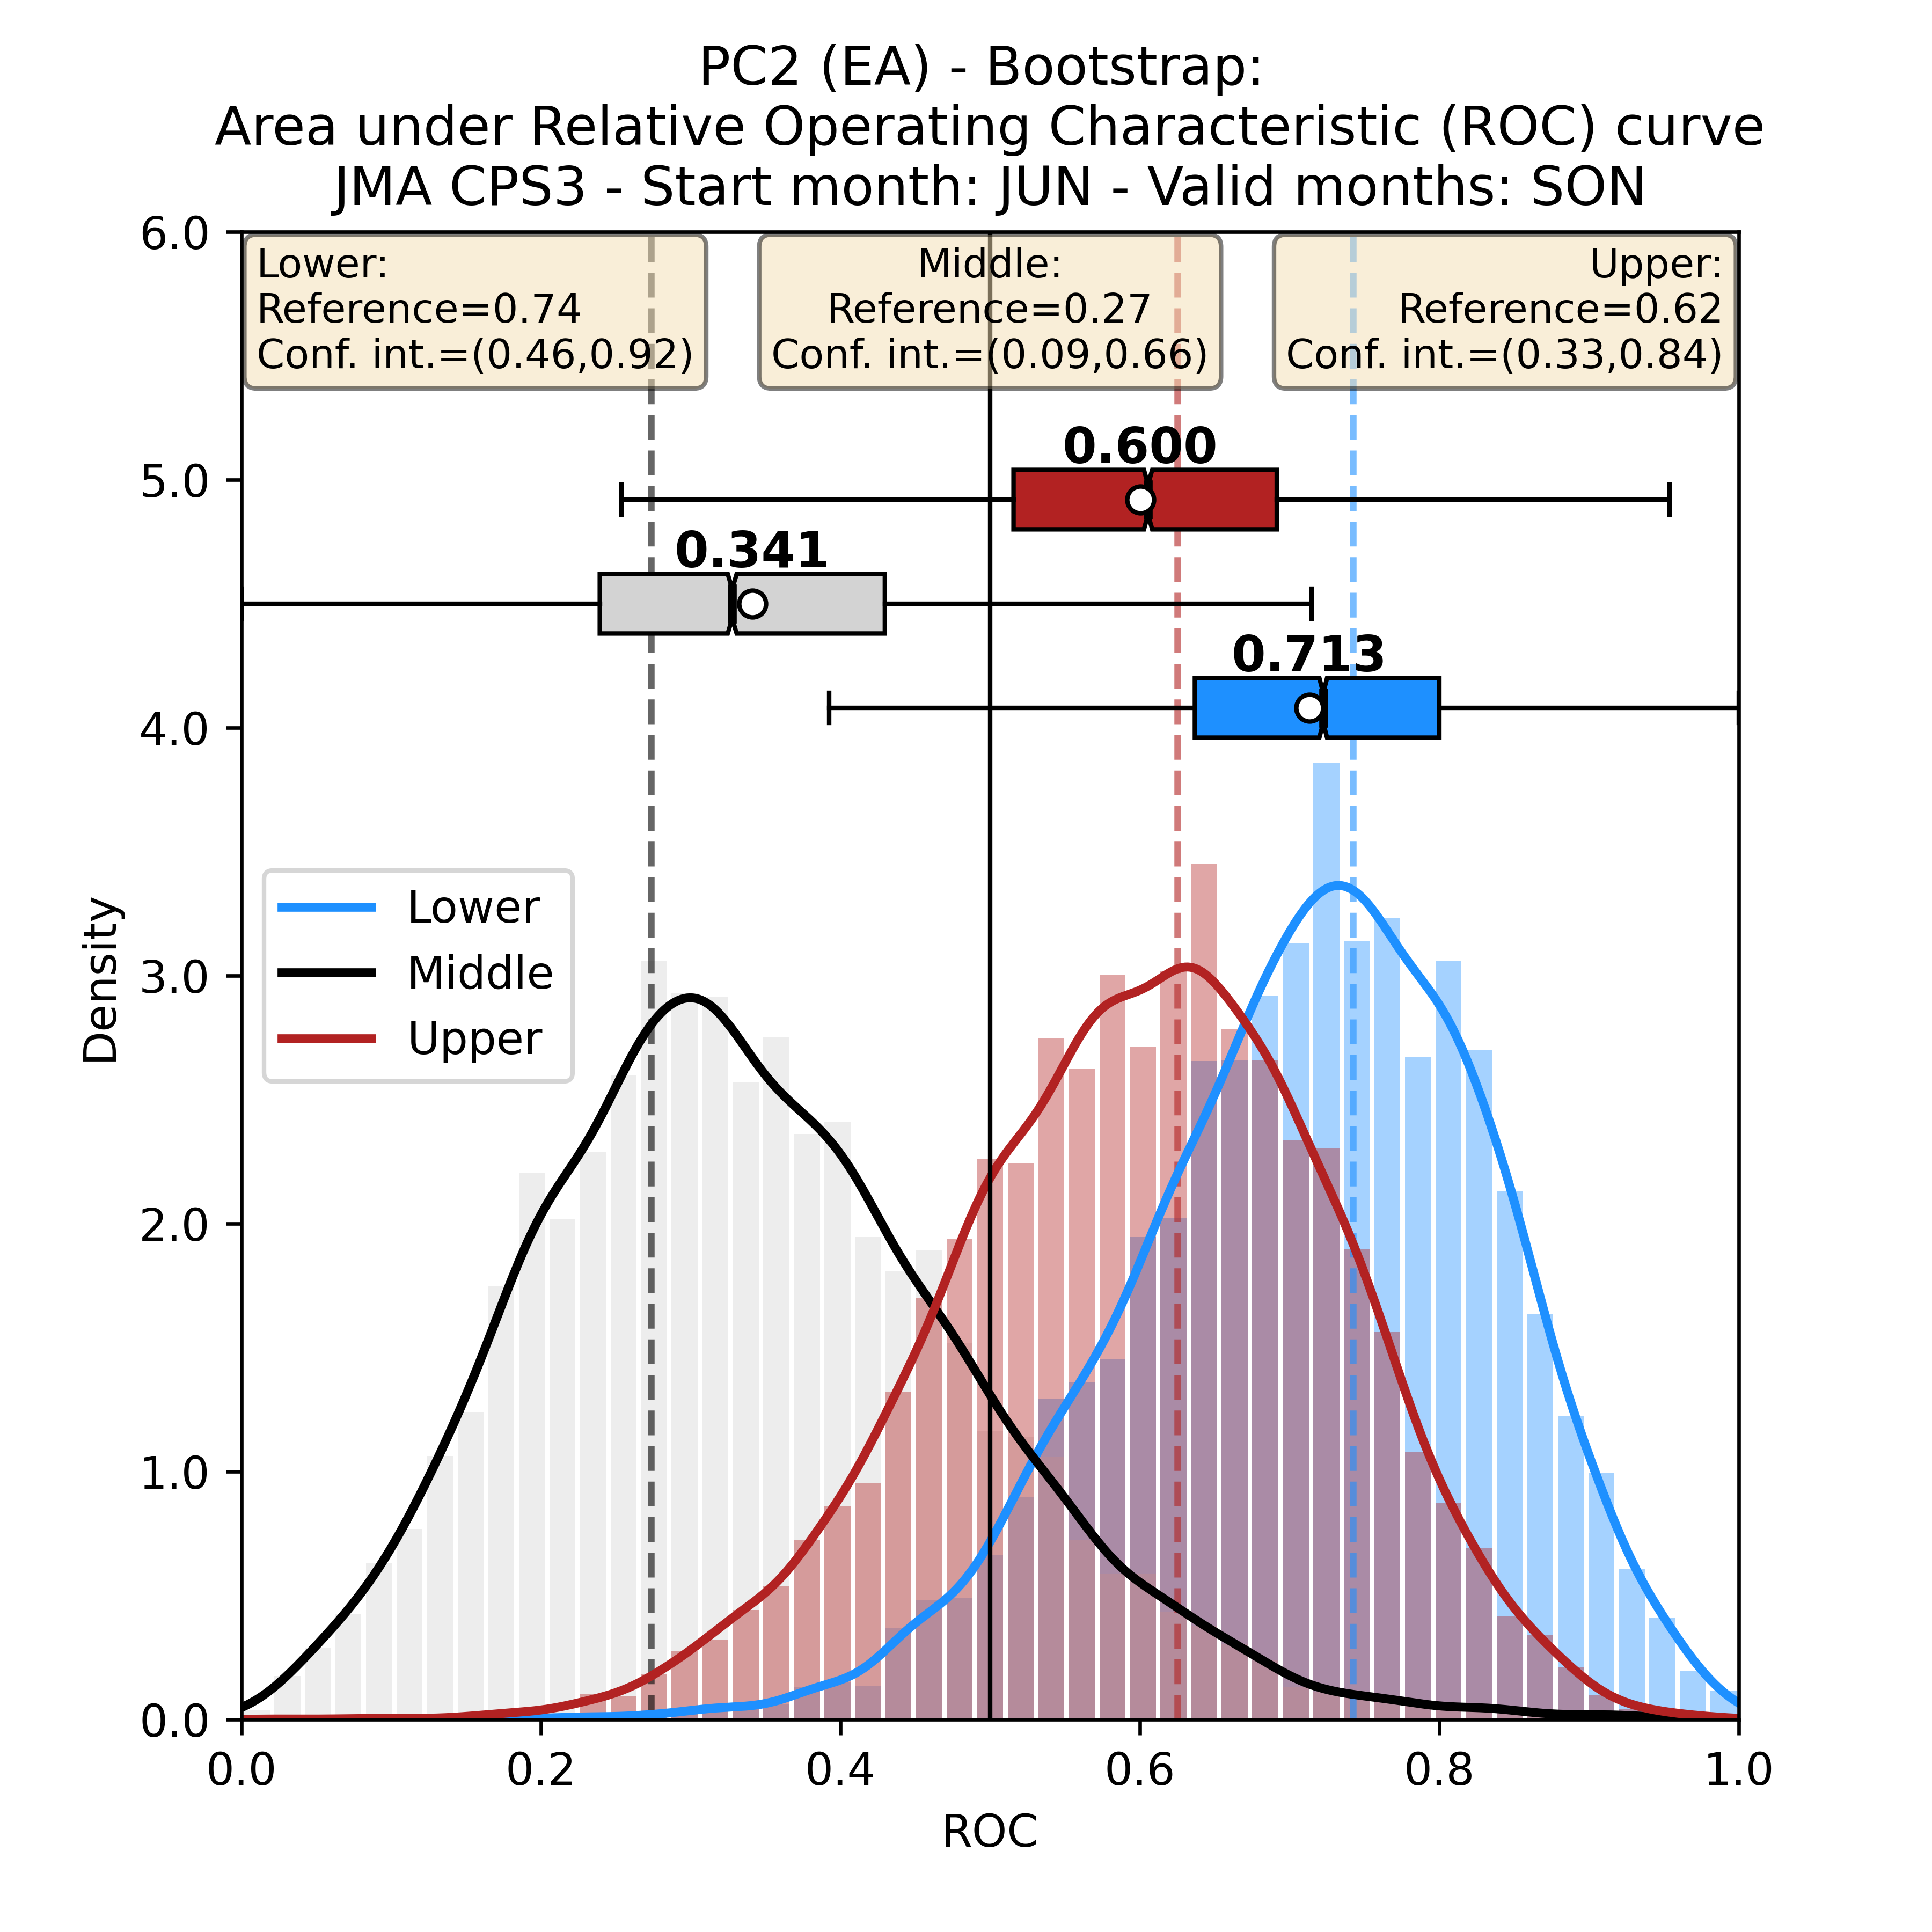 PC2 (EA) - Bootstrap:
Area under Relative Operating Characteristic (ROC) curve
JMA CPS3 - Start month: JUN - Valid months: SON
Lower:
Reference=0.74
Conf. int.=(0.46,0.92)
Middle:
Reference=0.27
Conf. int.=(0.09,0.66)
Upper:
Reference=0.62
Conf. int.=(0.33,0.84)
0.600
0.341
0.713
Lower
Middle
Upper
Density
6.0
5.0
4.0
3.0
2.0
1.0
0.0
0.0 0.2 0.4 0.6 0.8 1.0
ROC